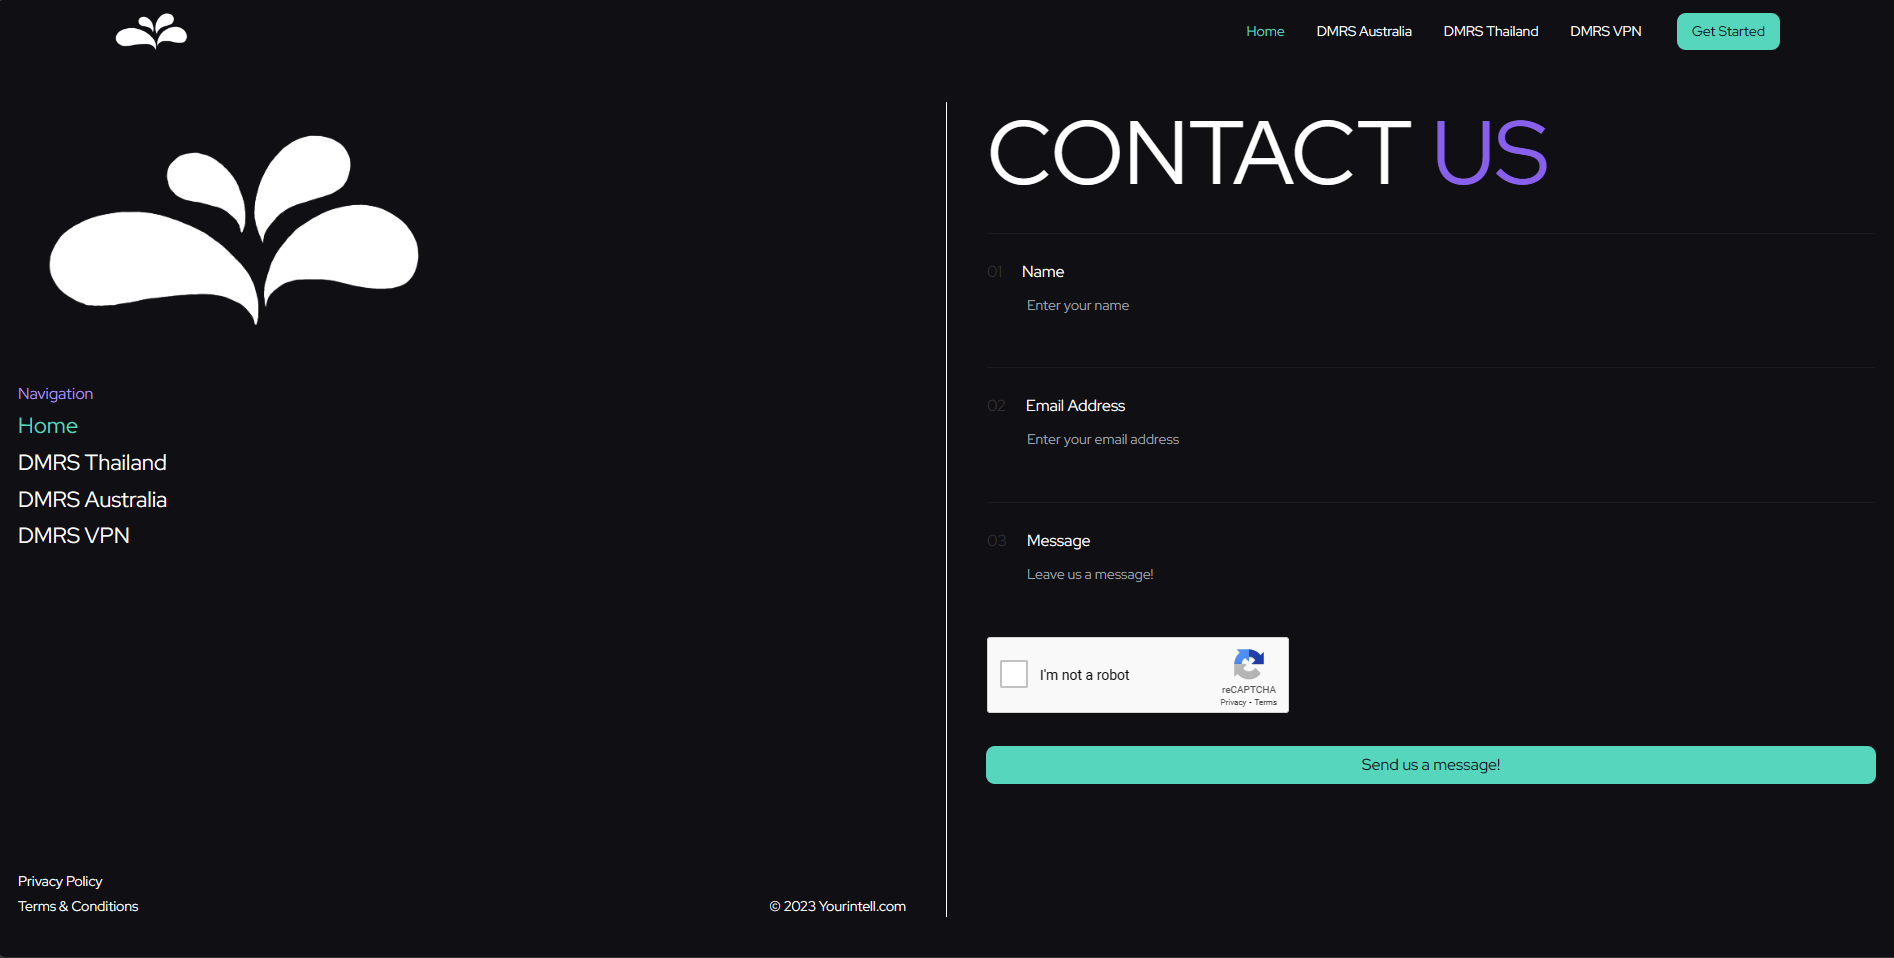 Home DMRS Australia DMRS Thailand DMRS VPN Get Started
CONTACT US
01 Name
Enter your name
02 Email Address
Enter your email address
03 Message
Leave us a message!
I'm not a robot
reCAPTCHA
Privacy - Terms
Send us a message!
Navigation
Home
DMRS Thailand
DMRS Australia
DMRS VPN
Privacy Policy
Terms & Conditions
© 2023 Yourintell.com